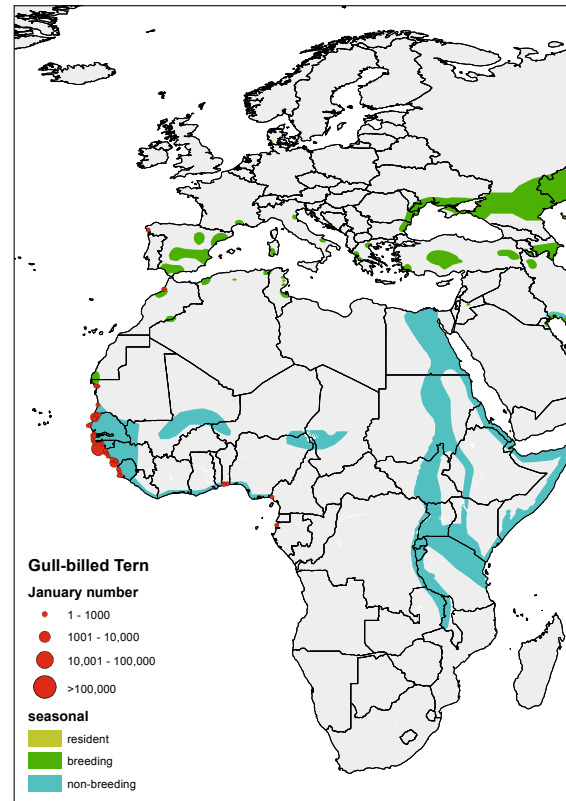 Gull-billed Tern
January number
1 - 1000
1001 - 10,000
10,001 - 100,000
>100,000
seasonal
resident
breeding
non-breeding